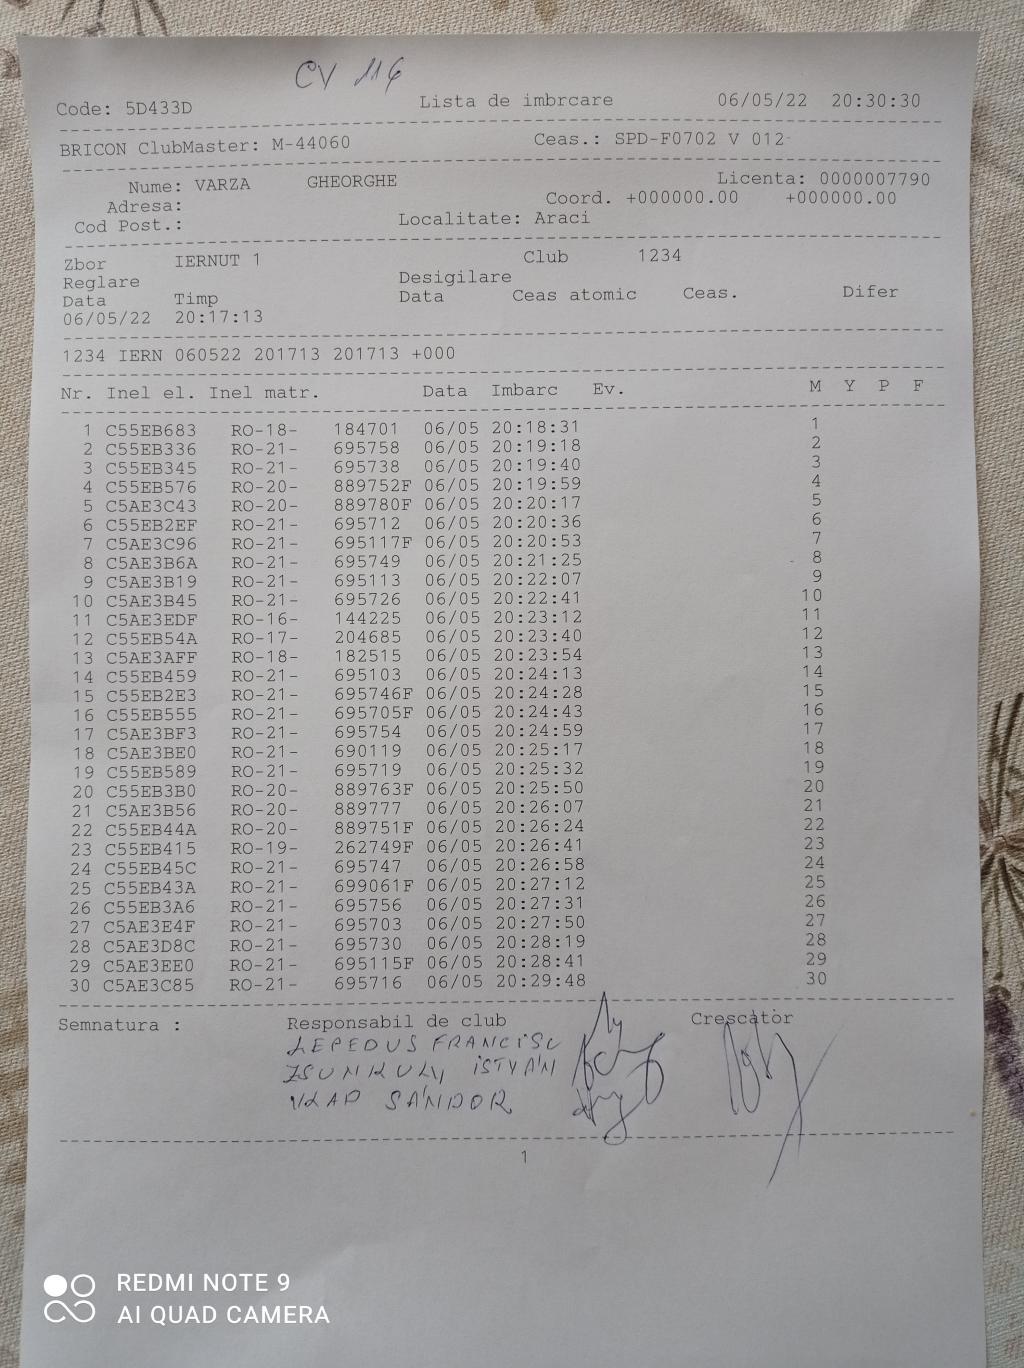 CV 116
Code: 5D433D Lista de imbrcare 06/05/22 20:30:30
BRICON ClubMaster: M-44060 Ceas.: SPD-F0702 V 012
Nume: VARZA GHEORGHE Licenta: 0000007790
Adresa: Coord. +000000.00 +000000.00
Cod Post.: Localitate: Araci
Zbor IERNUT 1 Club 1234
Reglare Desigilare
Data Timp Data Ceas atomic Ceas. Difer
06/05/22 20:17:13
1234 IERN 060522 201713 201713 +000
Nr. Inel el. Inel matr. Data Imbarc Ev. M Y P F
1 C55EB683 RO-18- 184701 06/05 20:18:31 1
2 C55EB336 RO-21- 695758 06/05 20:19:18 2
3 C55EB345 RO-21- 695738 06/05 20:19:40 3
4 C55EB576 RO-20- 889752F 06/05 20:19:59 4
5 C5AE3C43 RO-20- 889780F 06/05 20:20:17 5
6 C55EB2EF RO-21- 695712 06/05 20:20:36 6
7 C5AE3C96 RO-21- 695117F 06/05 20:20:53 7
8 C5AE3B6A RO-21- 695749 06/05 20:21:25 8
9 C5AE3B19 RO-21- 695113 06/05 20:22:07 9
10 C5AE3B45 RO-21- 695726 06/05 20:22:41 10
11 C5AE3EDF RO-16- 144225 06/05 20:23:12 11
12 C55EB54A RO-17- 204685 06/05 20:23:40 12
13 C5AE3AFF RO-18- 182515 06/05 20:23:54 13
14 C55EB459 RO-21- 695103 06/05 20:24:13 14
15 C55EB2E3 RO-21- 695746F 06/05 20:24:28 15
16 C55EB555 RO-21- 695705F 06/05 20:24:43 16
17 C5AE3BF3 RO-21- 695754 06/05 20:24:59 17
18 C5AE3BE0 RO-21- 690119 06/05 20:25:17 18
19 C55EB589 RO-21- 695719 06/05 20:25:32 19
20 C55EB3B0 RO-20- 889763F 06/05 20:25:50 20
21 C5AE3B56 RO-20- 889777 06/05 20:26:07 21
22 C55EB44A RO-20- 889751F 06/05 20:26:24 22
23 C55EB415 RO-19- 262749F 06/05 20:26:41 23
24 C55EB45C RO-21- 695747 06/05 20:26:58 24
25 C55EB43A RO-21- 699061F 06/05 20:27:12 25
26 C55EB3A6 RO-21- 695756 06/05 20:27:31 26
27 C5AE3E4F RO-21- 695703 06/05 20:27:50 27
28 C5AE3D8C RO-21- 695730 06/05 20:28:19 28
29 C5AE3EE0 RO-21- 695115F 06/05 20:28:41 29
30 C5AE3C85 RO-21- 695716 06/05 20:29:48 30
Semnatura : Responsabil de club Crescător
LEPEDUS FRANCISC
ZSUNKULY ISTVÁN
VLAD SÁNDOR
1
REDMI NOTE 9
AI QUAD CAMERA